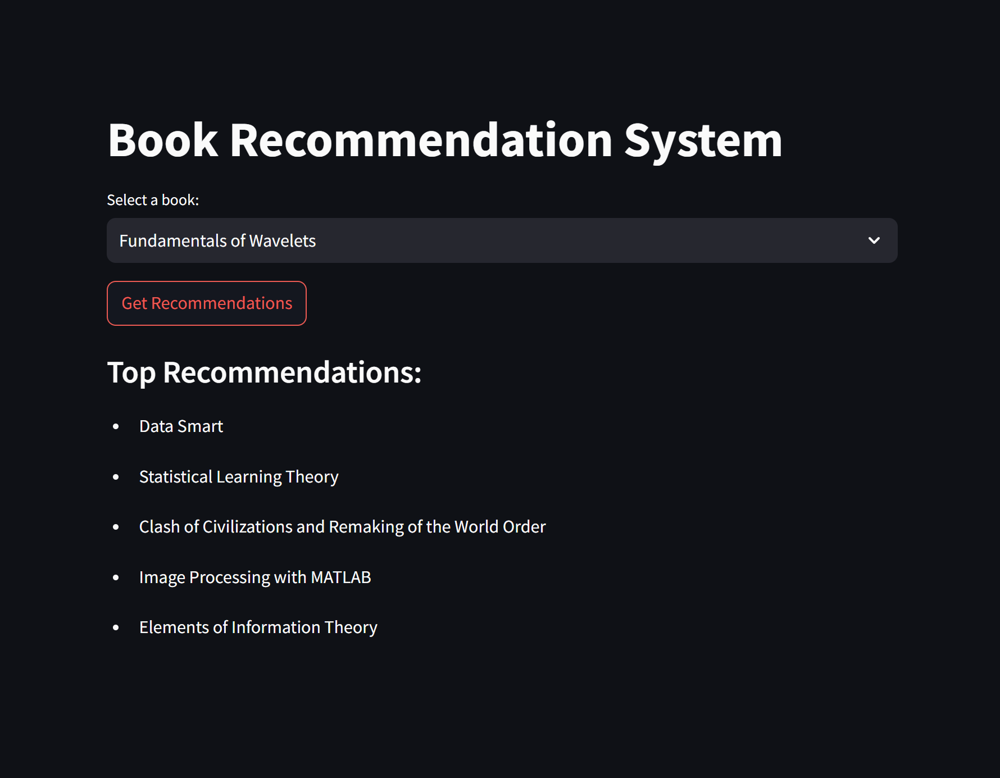 Book Recommendation System
Select a book:
Fundamentals of Wavelets
Get Recommendations
Top Recommendations:
Data Smart
Statistical Learning Theory
Clash of Civilizations and Remaking of the World Order
Image Processing with MATLAB
Elements of Information Theory